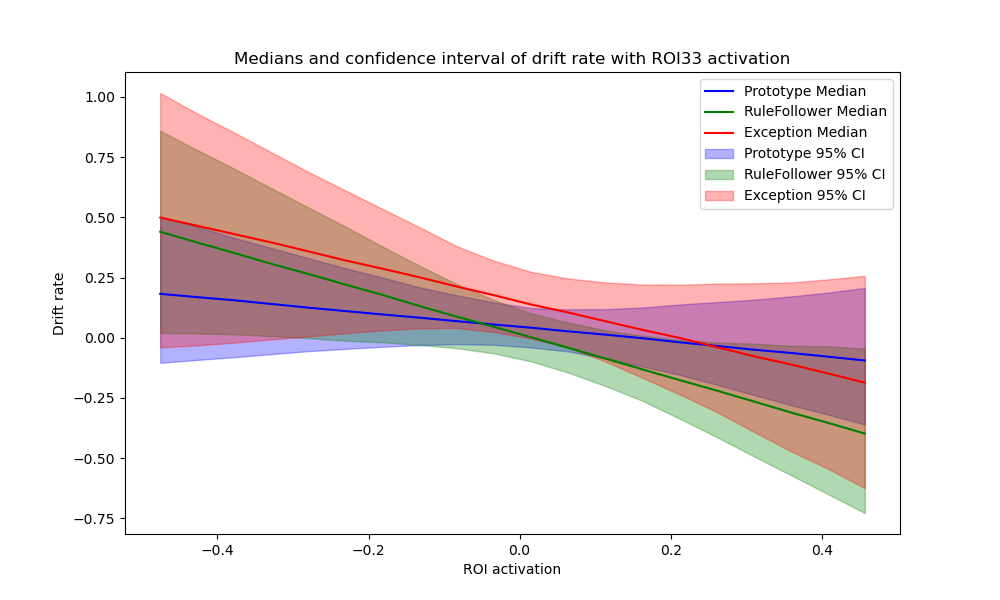 Medians and confidence interval of drift rate with ROI33 activation
Prototype Median
RuleFollower Median
Exception Median
Prototype 95% CI
RuleFollower 95% CI
Exception 95% CI
1.00
0.75
0.50
0.25
0.00
−0.25
−0.50
−0.75
Drift rate
−0.4
−0.2
0.0
0.2
0.4
ROI activation